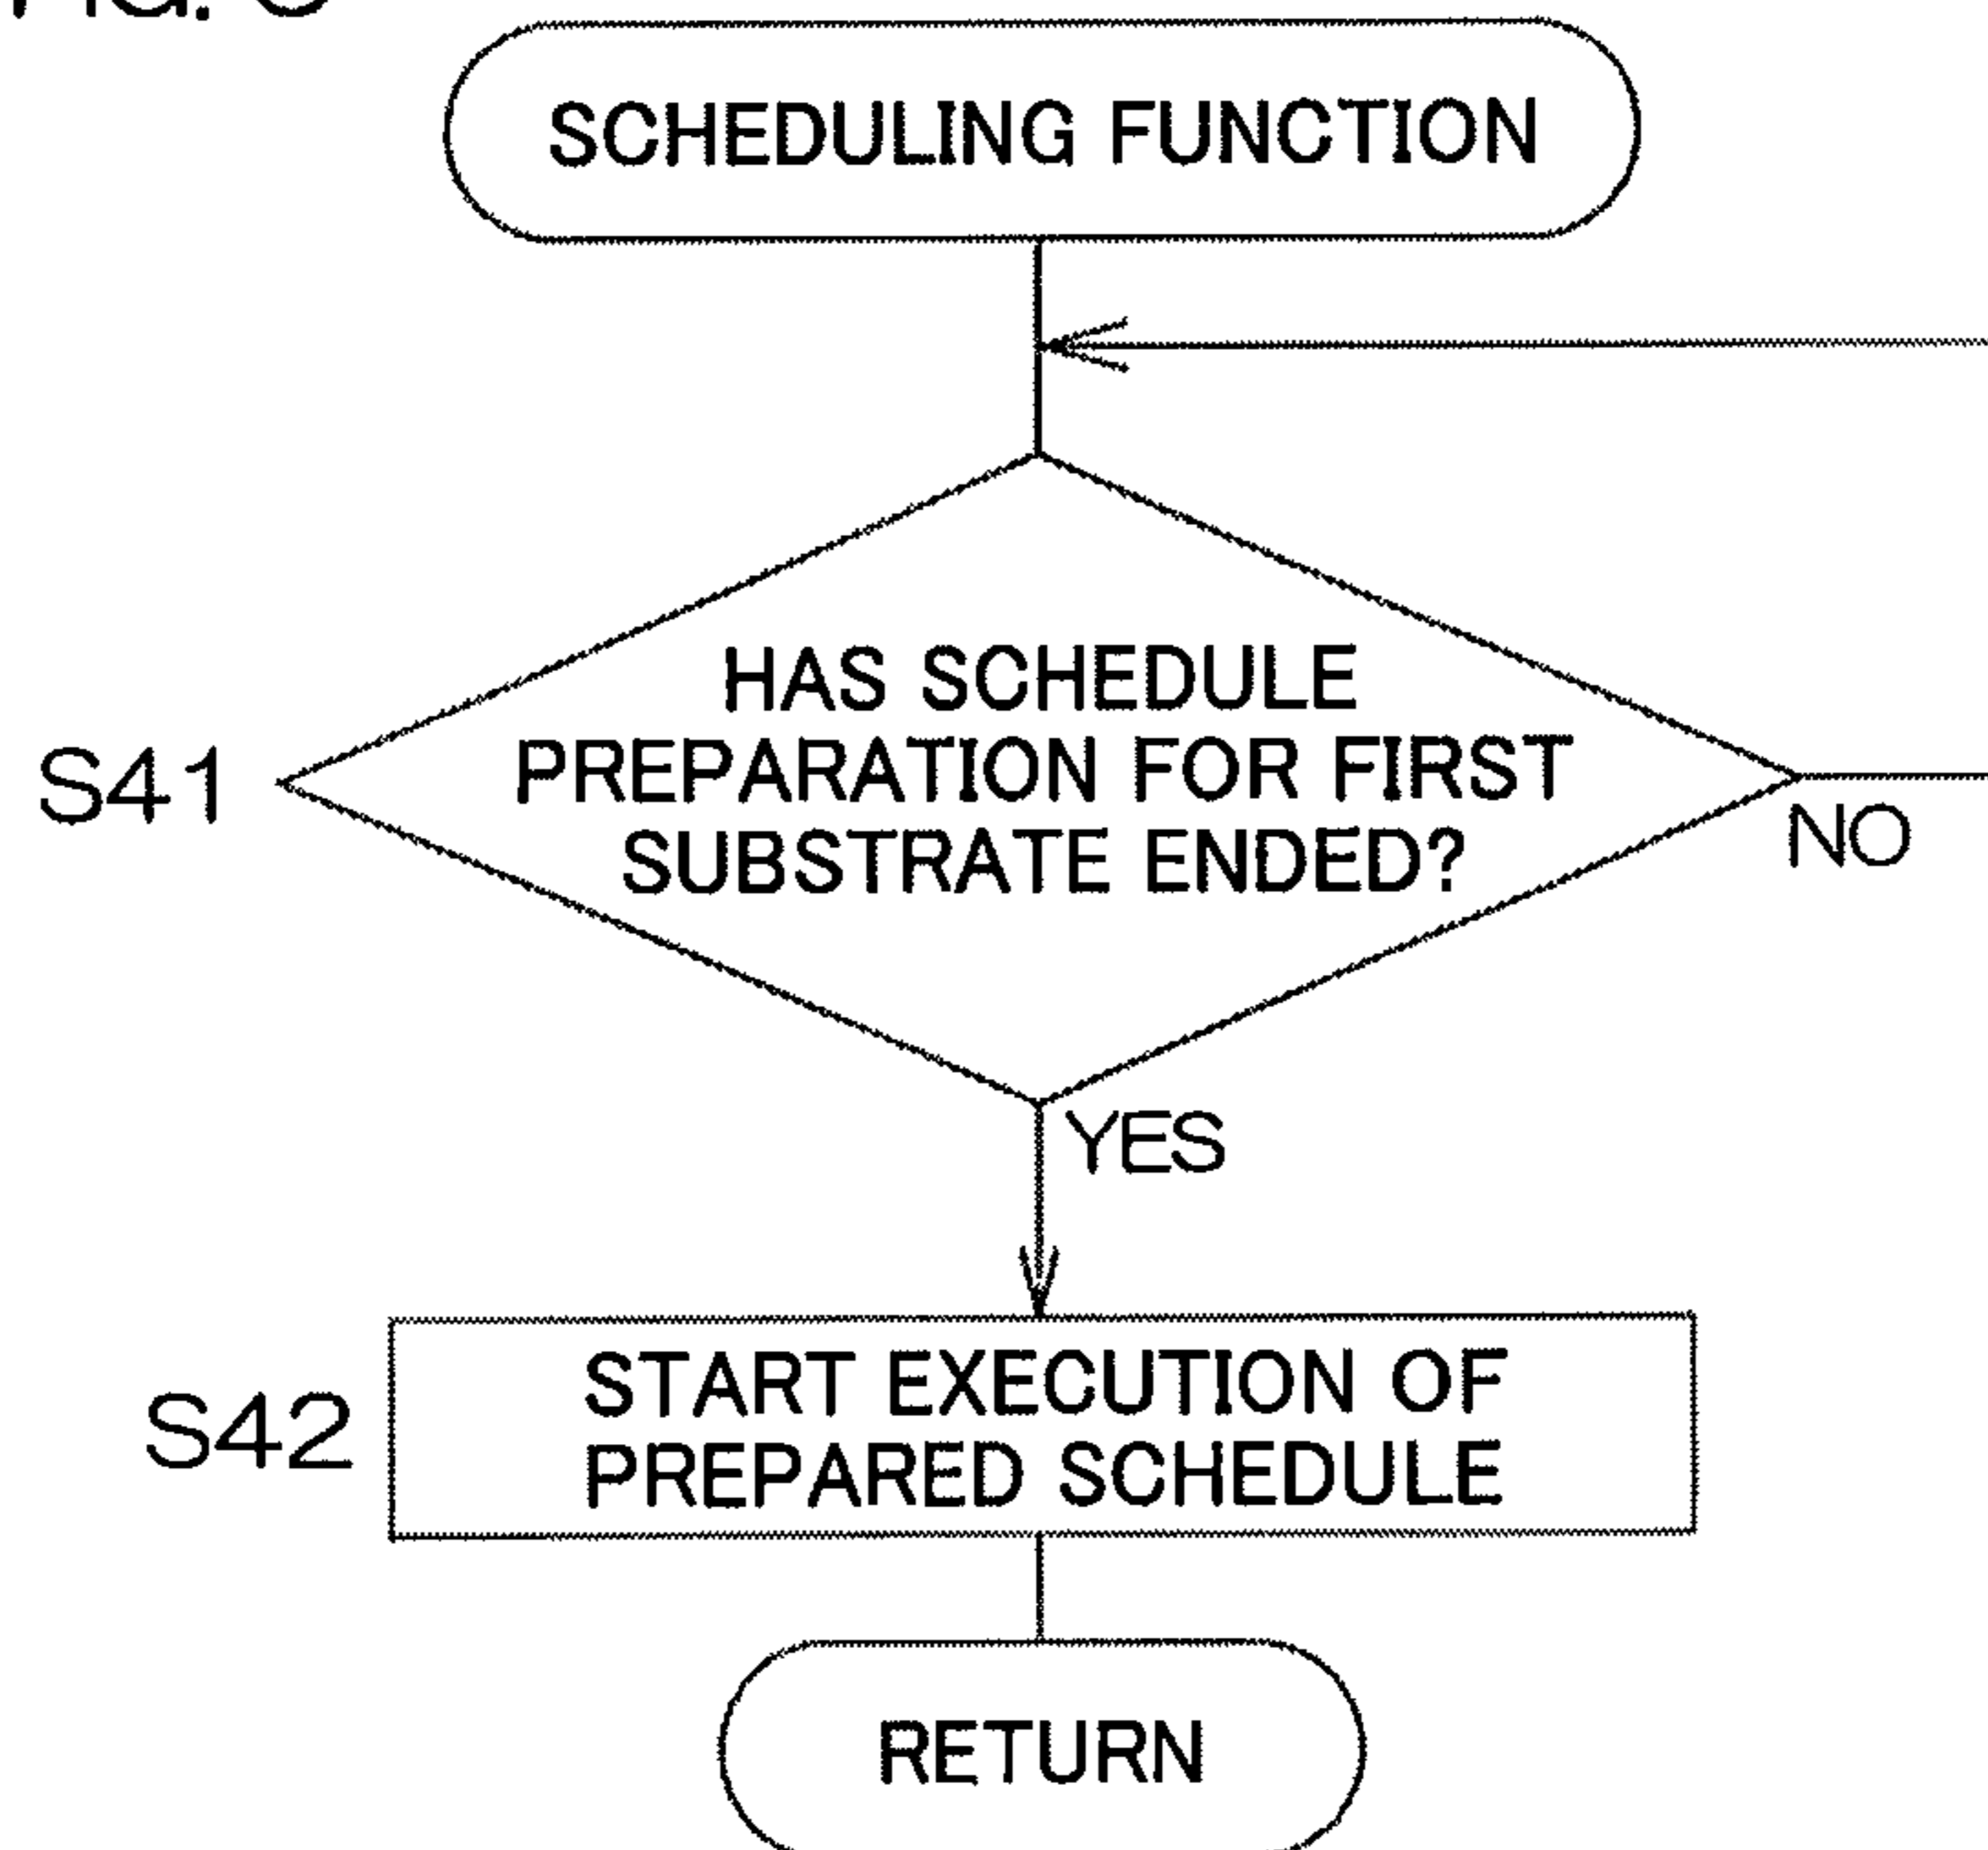 FIG.
SCHEDULING FUNCTION
HAS SCHEDULE
PREPARATION FOR FIRST
SUBSTRATE ENDED?
S41
NO
YES
START EXECUTION OF
PREPARED SCHEDULE
S42
RETURN